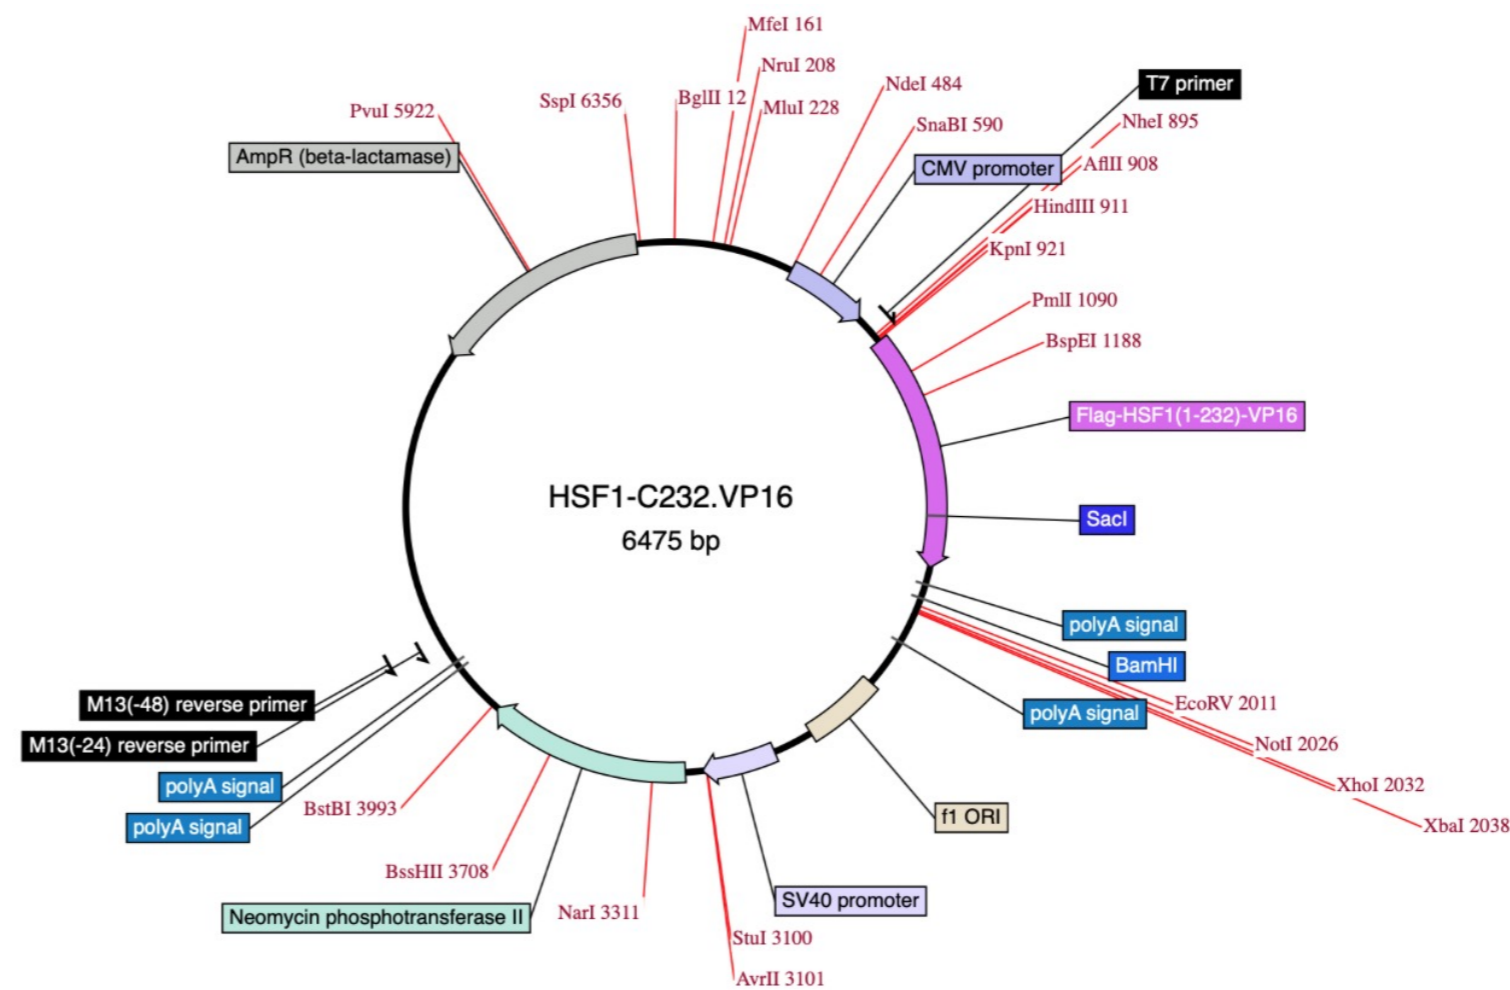 MfeI 161
NruI 208
BglII 12
MluI 228
SspI 6356
PvuI 5922
AmpR (beta-lactamase)
NdeI 484
SnaBI 590
T7 primer
NheI 895
CMV promoter
AflII 908
HindIII 911
KpnI 921
PmlI 1090
BspEI 1188
Flag-HSF1(1-232)-VP16
HSF1-C232.VP16
6475 bp
SacI
polyA signal
BamHI
polyA signal
EcoRV 2011
NotI 2026
XhoI 2032
XbaI 2038
f1 ORI
SV40 promoter
StuI 3100
AvrII 3101
NarI 3311
Neomycin phosphotransferase II
BssHII 3708
BstBI 3993
polyA signal
polyA signal
M13(-24) reverse primer
M13(-48) reverse primer